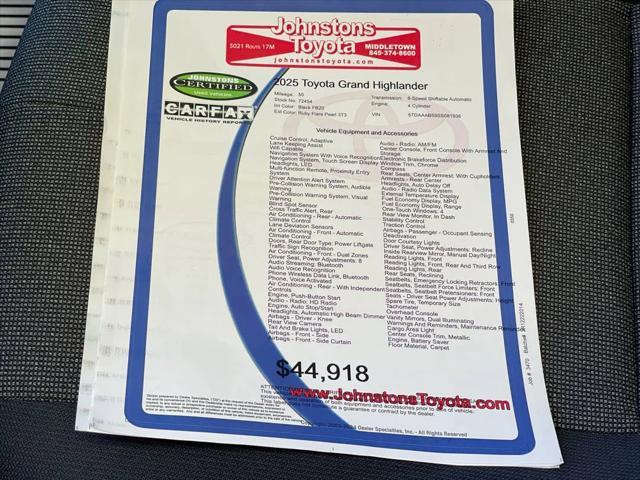 Johnstons
Toyota
5021 Route 17M
MIDDLETOWN
845-374-8600
johnstonstoyota.com
JOHNSTONS
CERTIFIED
Used Vehicles
CARFAX
VEHICLE HISTORY REPORT
2025 Toyota Grand Highlander
Mileage: 50
Stock No: 72454
Int Color: Black FB20
Ext Color: Ruby Flare Pearl 3T3
Transmission: 8-Speed Shiftable Automatic
Engine: 4 Cylinder
VIN
Vehicle Equipment and Accessories
Cruise Control, Adaptive
Lane Keeping Assist
Wifi Capable
Navigation System With Voice Recognition
Navigation System, Touch Screen Display
Headlights, LED
Multi-function Remote, Proximity Entry
System
Driver Attention Alert System
Pre-Collision Warning System, Audible
Warning
Pre-Collision Warning System, Visual
Warning
Blind Spot Sensor
Cross Traffic Alert, Rear
Air Conditioning - Rear - Automatic
Climate Control
Lane Deviation Sensors
Air Conditioning - Front - Automatic
Climate Control
Doors, Rear Door Type: Power Liftgate
Traffic Sign Recognition
Air Conditioning - Front - Dual Zones
Driver Seat, Power Adjustments: 8
Audio Streaming: Bluetooth
Audio Voice Recognition
Phone Wireless Data Link, Bluetooth
Phone, Voice Activated
Air Conditioning - Rear - With Independent
Controls
Engine, Push-Button Start
Audio - Radio: HD Radio
Engine, Auto Stop/Start
Headlights, Automatic High Beam Dimmer
Airbags - Driver - Knee
Rear View Camera
Tail And Brake Lights, LED
Airbags - Front - Side
Airbags - Front - Side Curtain
Audio - Radio: AM/FM
Center Console, Front Console With Armrest And
Storage
Electronic Brakeforce Distribution
Window Trim, Chrome
Compass
Rear Seats, Center Armrest: With Cupholders
Armrests - Rear Center
Headlights, Auto Delay Off
Audio - Radio Data System
External Temperature Display
Fuel Economy Display, MPG
Fuel Economy Display, Range
One-Touch Windows: 4
Rear View Monitor, In Dash
Stability Control
Traction Control
Airbags - Passenger - Occupant Sensing
Deactivation
Door Courtesy Lights
Driver Seat, Power Adjustments: Recline
Inside Rearview Mirror, Manual Day/Night
Reading Lights, Front
Reading Lights, Front, Rear And Third Row
Reading Lights, Rear
Rear Seats, Reclining
Seatbelts, Emergency Locking Retractors: Front
Seatbelts, Seatbelt Force Limiters: Front
Seatbelts, Seatbelt Pretensioners: Front
Seats - Driver Seat Power Adjustments: Height
Spare Tire, Temporary Size
Tachometer
Overhead Console
Vanity Mirrors, Dual Illuminating
Warnings And Reminders, Maintenance Reminder
Cargo Area Light
Center Console Trim, Metallic
Engine, Battery Saver
Floor Material, Carpet
$44,918
www.JohnstonsToyota.com